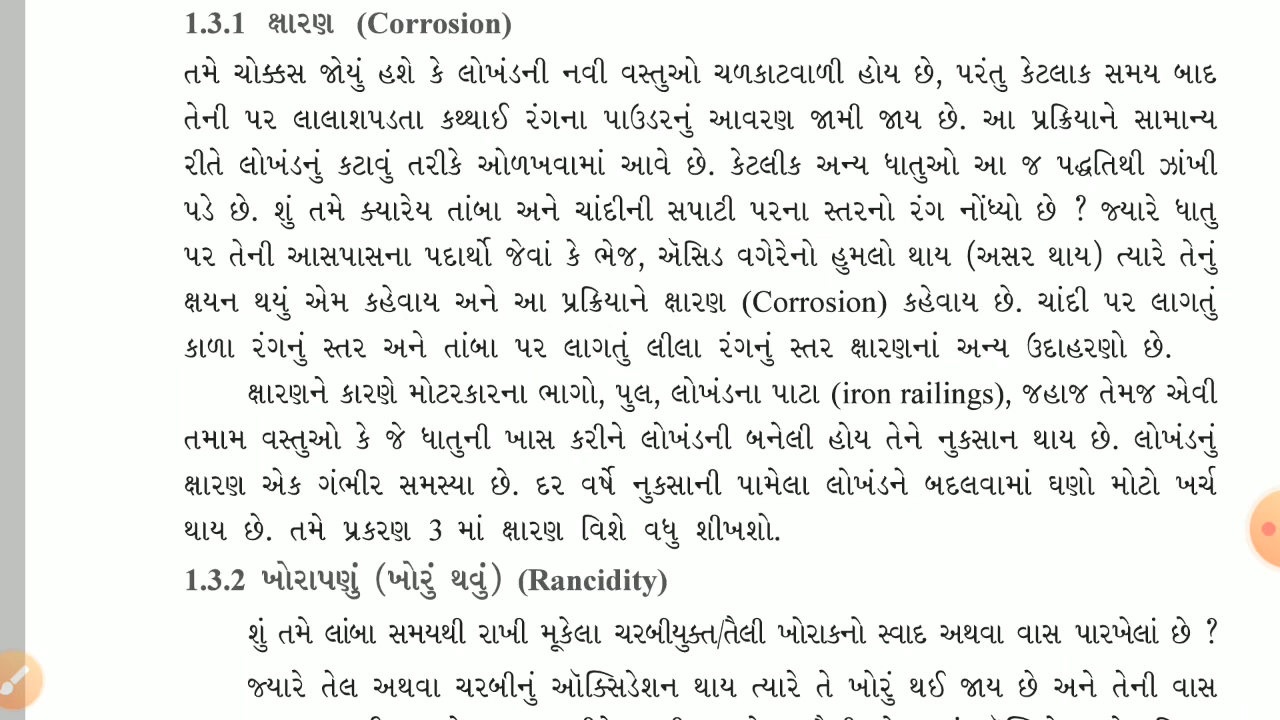 1.3.1 ક્ષારણ (Corrosion)
તમે ચોક્કસ જોયું હશે કે લોખંડની નવી વસ્તુઓ ચળકાટવાળી હોય છે, પરંતુ કેટલાક સમય બાદ
તેની પર લાલાશપડતા કથ્થાઈ રંગના પાઉડરનું આવરણ જામી જાય છે. આ પ્રક્રિયાને સામાન્ય
રીતે લોખંડનું કટાવું તરીકે ઓળખવામાં આવે છે. કેટલીક અન્ય ધાતુઓ આ જ પદ્ધતિથી ઝાંખી
પડે છે. શું તમે ક્યારેય તાંબા અને ચાંદીની સપાટી પરના સ્તરનો રંગ નોંધ્યો છે ? જ્યારે ધાતુ
પર તેની આસપાસના પદાર્થો જેવાં કે ભેજ, ઍસિડ વગેરેનો હુમલો થાય (અસર થાય) ત્યારે તેનું
ક્ષયન થયું એમ કહેવાય અને આ પ્રક્રિયાને ક્ષારણ (Corrosion) કહેવાય છે. ચાંદી પર લાગતું
કાળા રંગનું સ્તર અને તાંબા પર લાગતું લીલા રંગનું સ્તર ક્ષારણનાં અન્ય ઉદાહરણો છે.
ક્ષારણને કારણે મોટરકારના ભાગો, પુલ, લોખંડના પાટા (iron railings), જહાજ તેમજ એવી
તમામ વસ્તુઓ કે જે ધાતુની ખાસ કરીને લોખંડની બનેલી હોય તેને નુકસાન થાય છે. લોખંડનું
ક્ષારણ એક ગંભીર સમસ્યા છે. દર વર્ષે નુકસાની પામેલા લોખંડને બદલવામાં ઘણો મોટો ખર્ચ
થાય છે. તમે પ્રકરણ 3 માં ક્ષારણ વિશે વધુ શીખશો.
1.3.2 ખોરાપણું (ખોરું થવું) (Rancidity)
શું તમે લાંબા સમયથી રાખી મૂકેલા ચરબીયુક્ત/તૈલી ખોરાકનો સ્વાદ અથવા વાસ પારખેલાં છે ?
જ્યારે તેલ અથવા ચરબીનું ઑક્સિડેશન થાય ત્યારે તે ખોરું થઈ જાય છે અને તેની વાસ